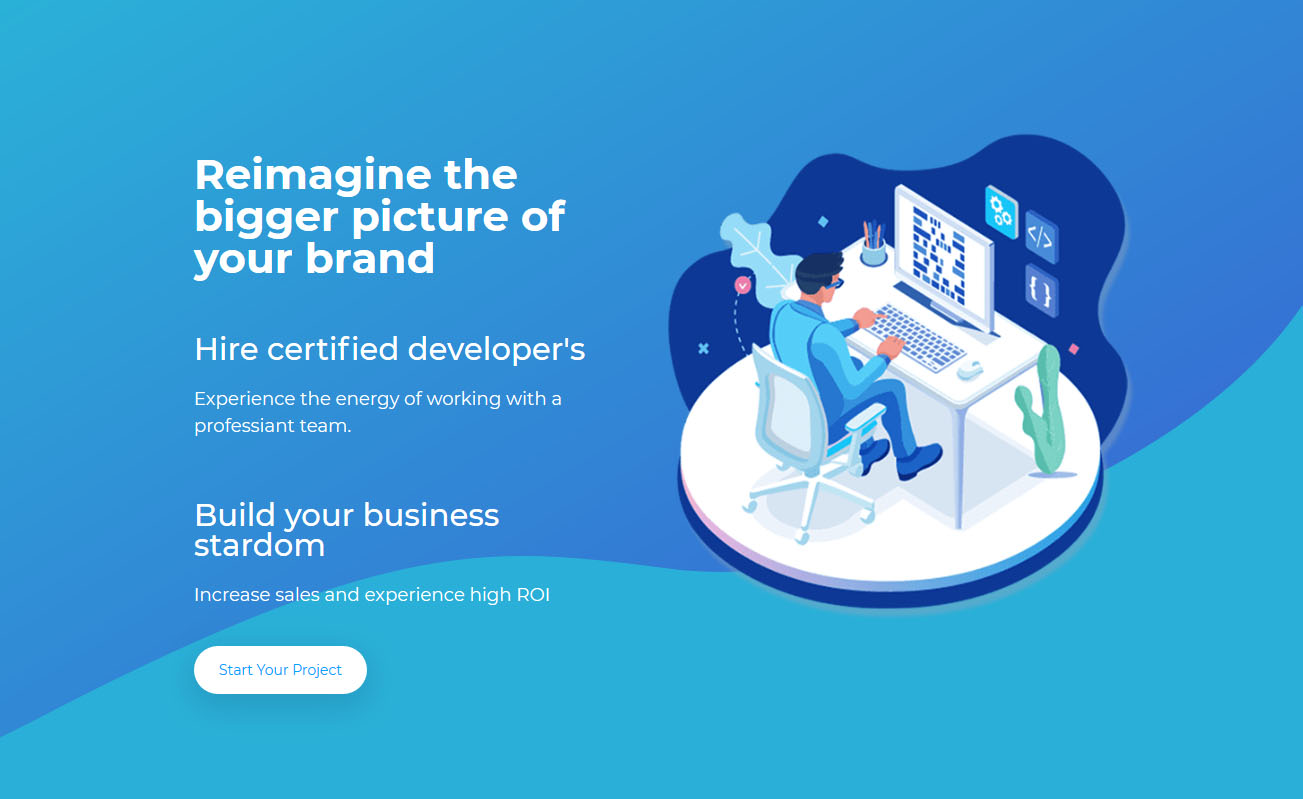 Reimagine the
bigger picture of
your brand
Hire certified developer's
Experience the energy of working with a
professiant team.
Build your business
stardom
Increase sales and experience high ROI
Start Your Project
</>
{ }